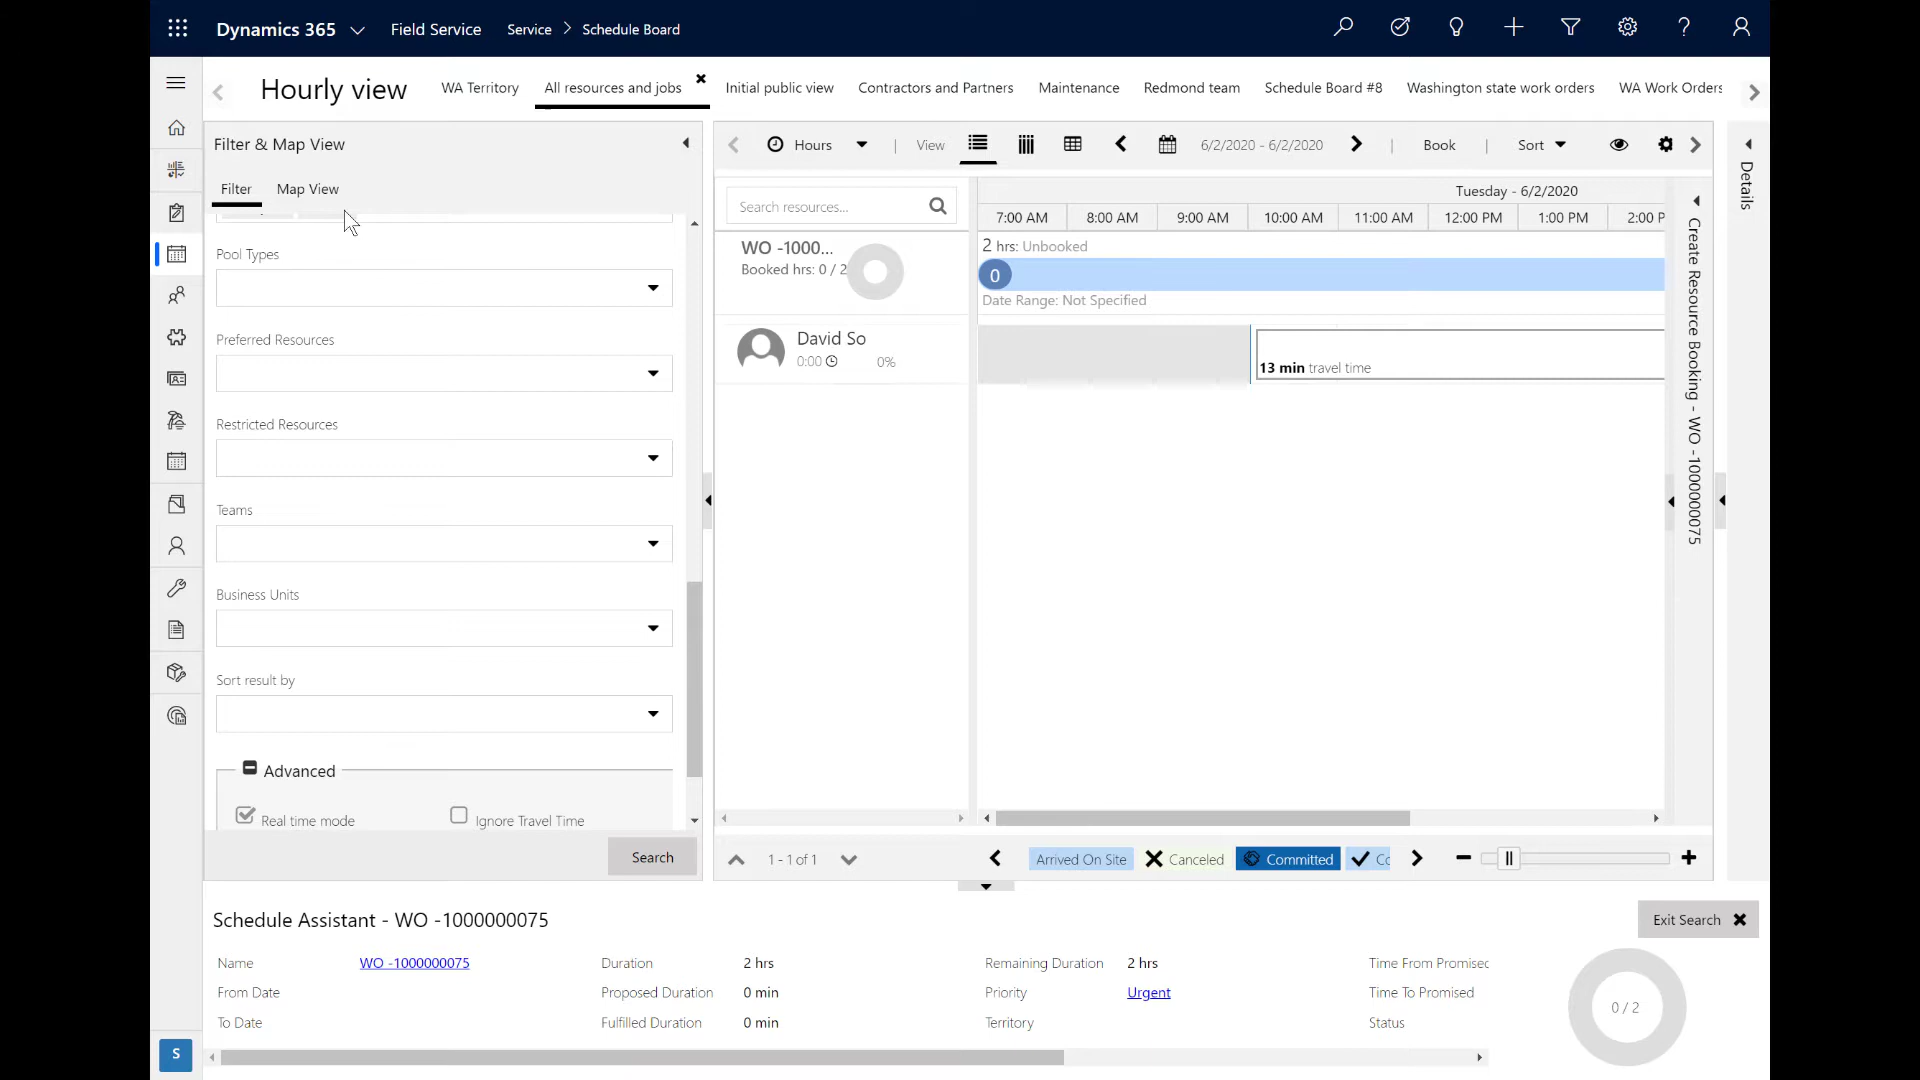 Dynamics 365 Field Service Service > Schedule Board
Hourly view WA Territory All resources and jobs Initial public view Contractors and Partners Maintenance Redmond team Schedule Board #8 Washington state work orders WA Work Orders
Filter & Map View
Filter Map View
Pool Types
Preferred Resources
Restricted Resources
Teams
Business Units
Sort result by
Advanced
Real time mode Ignore Travel Time
Search
Hours | View 6/2/2020 - 6/2/2020 | Book | Sort
Search resources...
Tuesday - 6/2/2020
7:00 AM 8:00 AM 9:00 AM 10:00 AM 11:00 AM 12:00 PM 1:00 PM 2:00 P
WO -1000...
Booked hrs: 0 / 2
2 hrs: Unbooked
0
Date Range: Not Specified
David So
0:00 0%
13 min travel time
1 - 1 of 1
Arrived On Site Canceled Committed Co
Create Resource Booking - WO -1000000075
Details
Schedule Assistant - WO -1000000075
Exit Search
Name WO -1000000075 Duration 2 hrs Remaining Duration 2 hrs Time From Promised
From Date Proposed Duration 0 min Priority Urgent Time To Promised
To Date Fulfilled Duration 0 min Territory Status
0 / 2
S